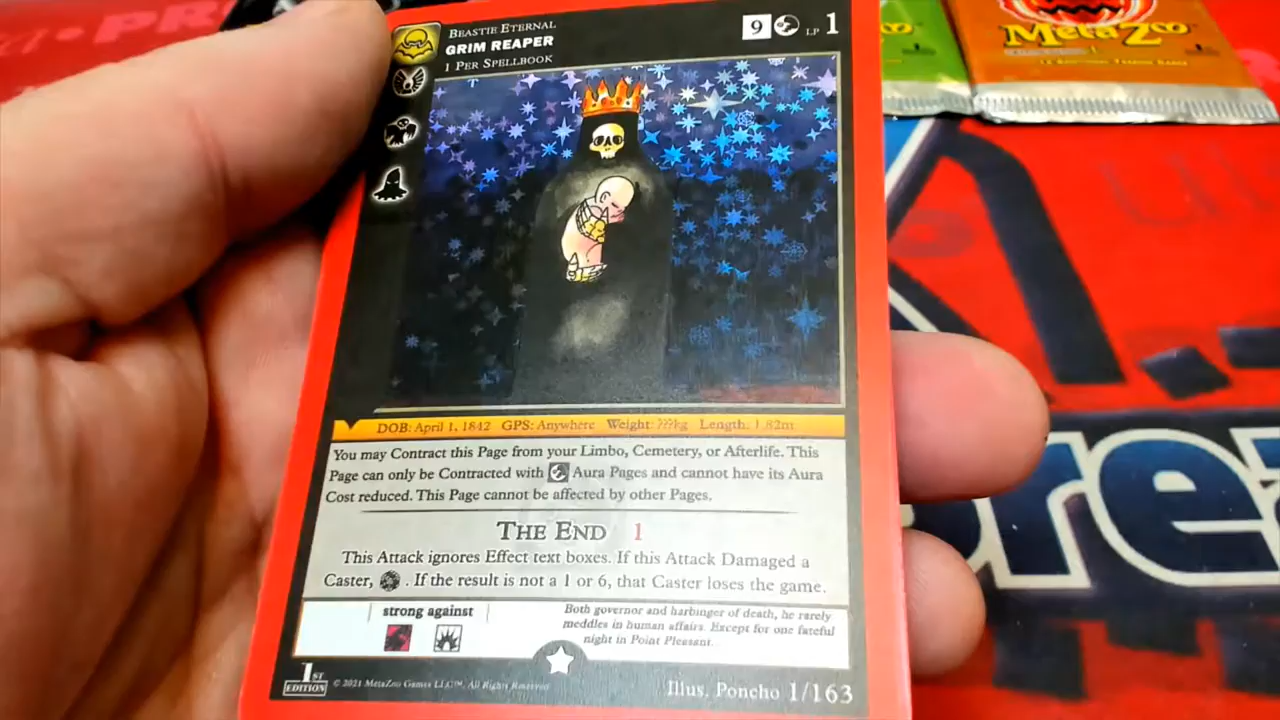 BEASTIE ETERNAL
GRIM REAPER
1 PER SPELLBOOK
9
LP 1
DOB: April 1, 1842 GPS: Anywhere Weight: ???kg Length: 1.82m
You may Contract this Page from your Limbo, Cemetery, or Afterlife. This
Page can only be Contracted with Aura Pages and cannot have its Aura
Cost reduced. This Page cannot be affected by other Pages.
THE END 1
This Attack ignores Effect text boxes. If this Attack Damaged a
Caster, . If the result is not a 1 or 6, that Caster loses the game.
strong against
Both governor and harbinger of death, he rarely
meddles in human affairs. Except for one fateful
night in Point Pleasant.
1ST
EDITION
© 2021 MetaZoo Games LLC™. All Rights Reserved
Illus. Poncho 1/163
MetaZoo